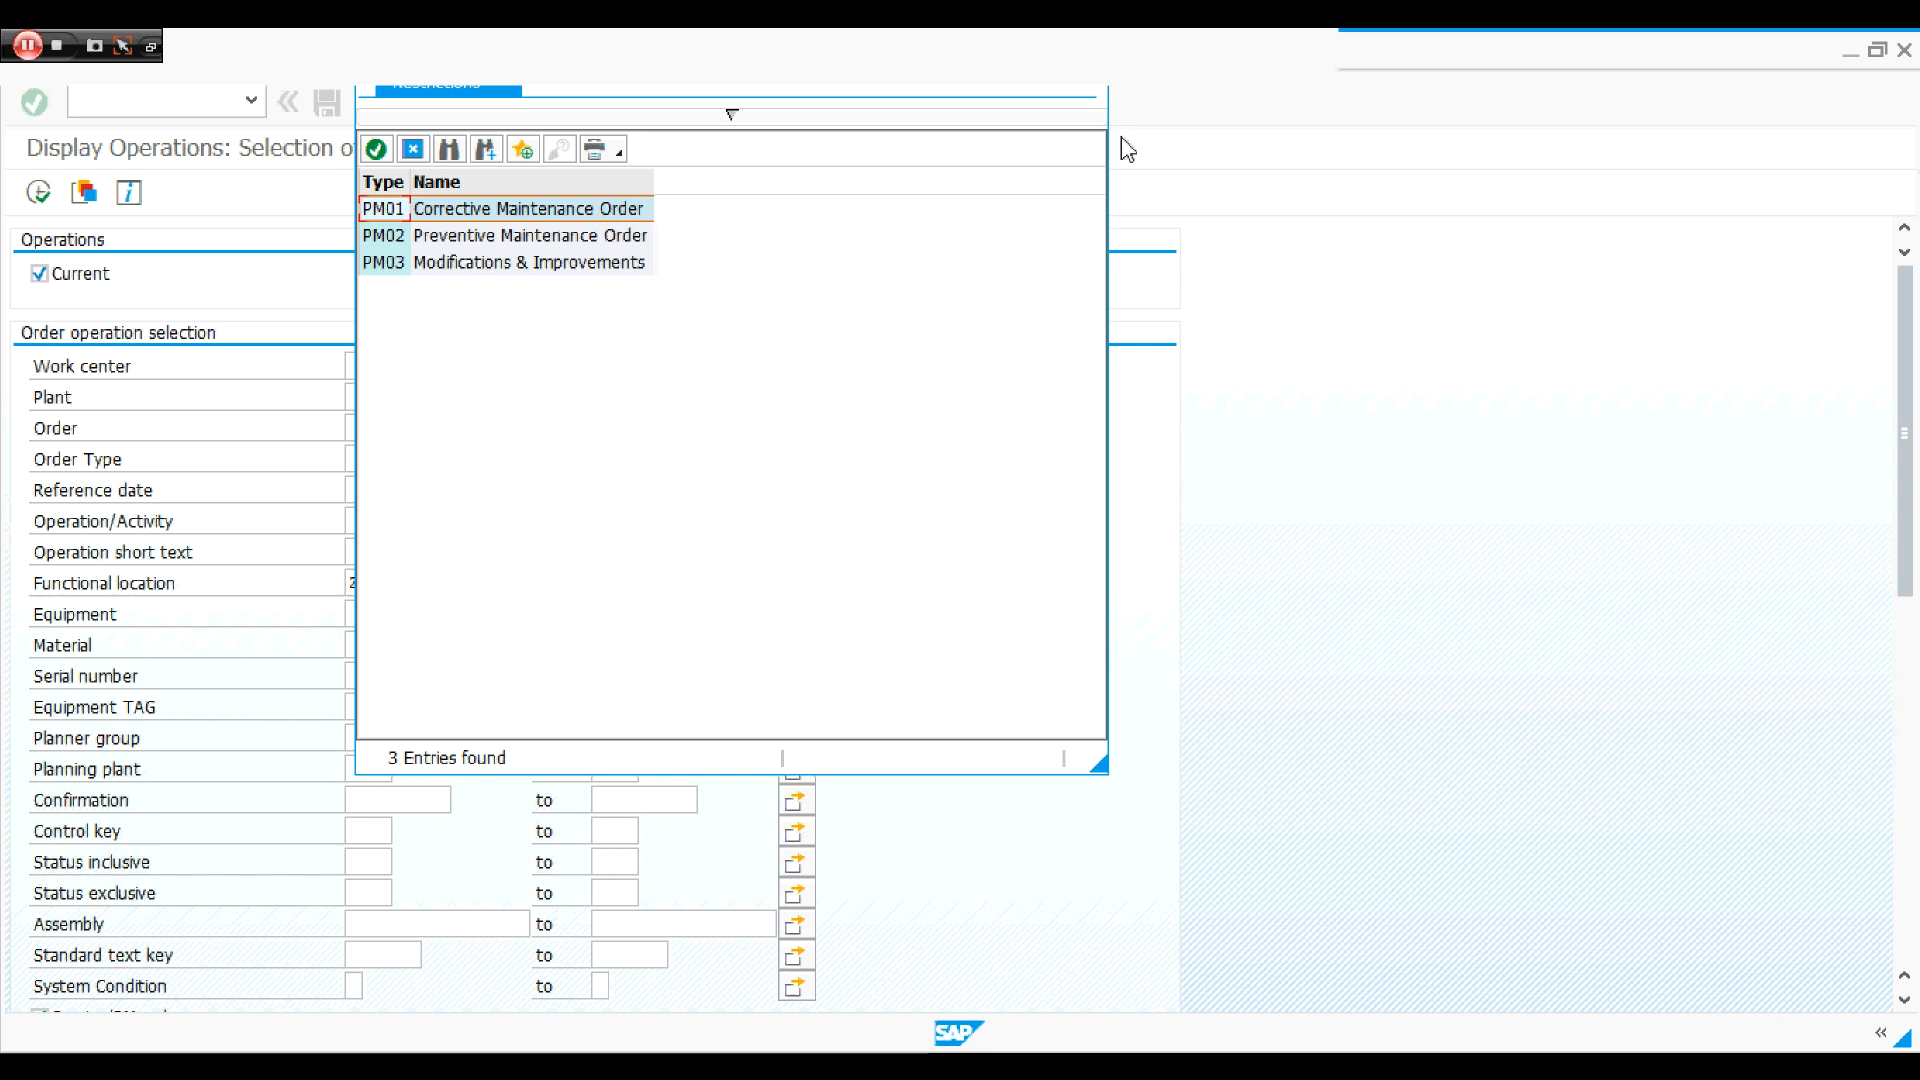 Display Operations: Selection o
Type Name
PM01 Corrective Maintenance Order
PM02 Preventive Maintenance Order
PM03 Modifications & Improvements
3 Entries found
Operations
Current
Order operation selection
Work center
Plant
Order
Order Type
Reference date
Operation/Activity
Operation short text
Functional location
Equipment
Material
Serial number
Equipment TAG
Planner group
Planning plant
Confirmation to
Control key to
Status inclusive to
Status exclusive to
Assembly to
Standard text key to
System Condition to
SAP